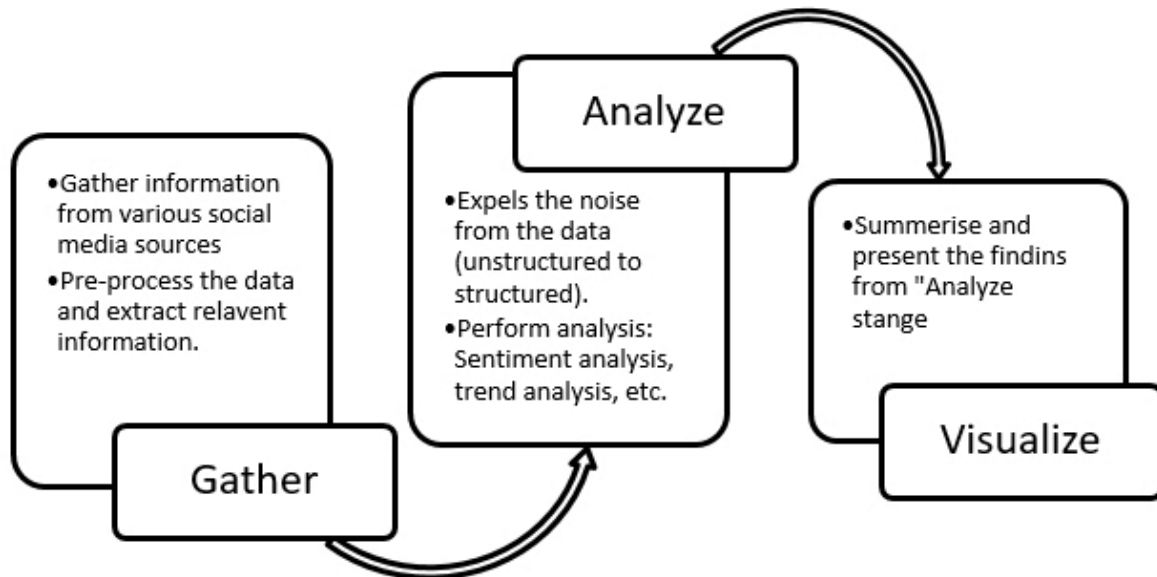 •Gather information
from various social
media sources
•Pre-process the data
and extract relavent
information.
Gather
Analyze
•Expels the noise
from the data
(unstructured to
structured).
•Perform analysis:
Sentiment analysis,
trend analysis, etc.
•Summerise and
present the findins
from "Analyze
stange
Visualize